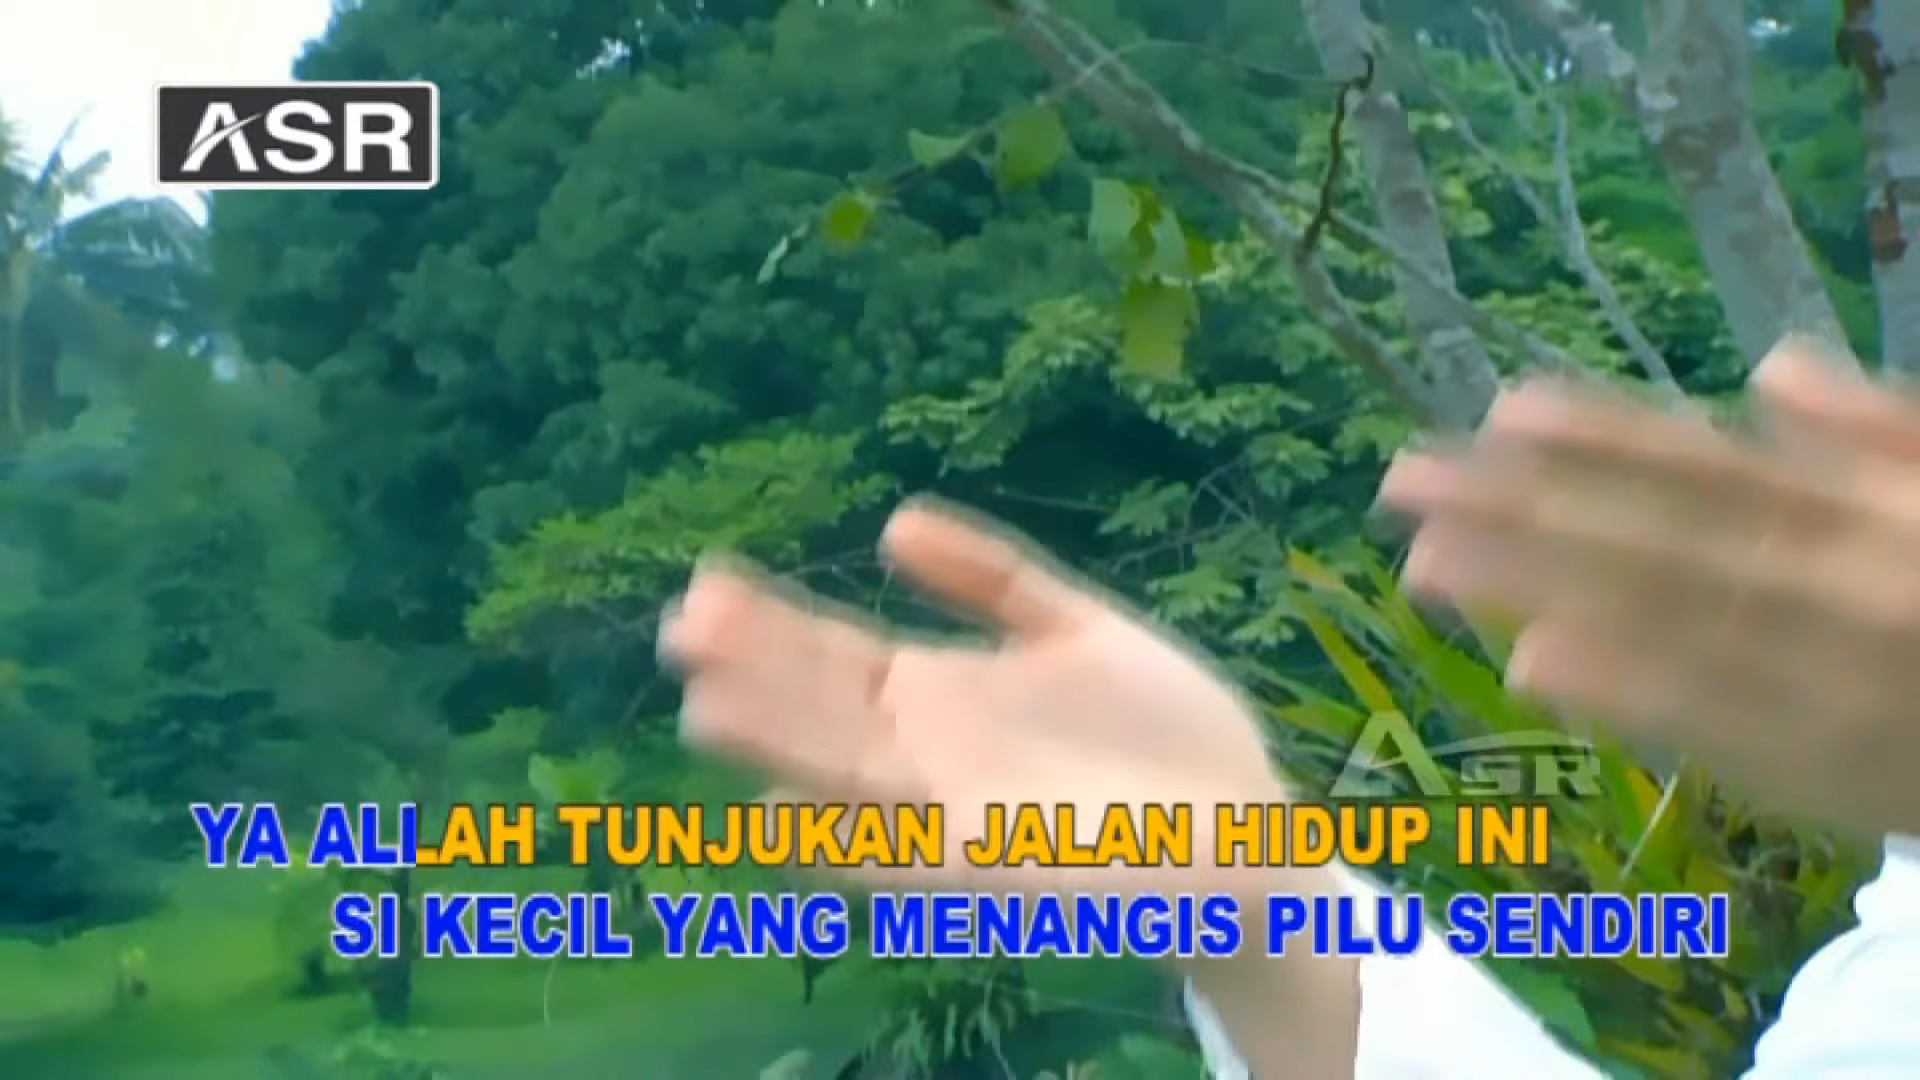 ASR
ASR
YA ALLAH TUNJUKAN JALAN HIDUP INI
SI KECIL YANG MENANGIS PILU SENDIRI